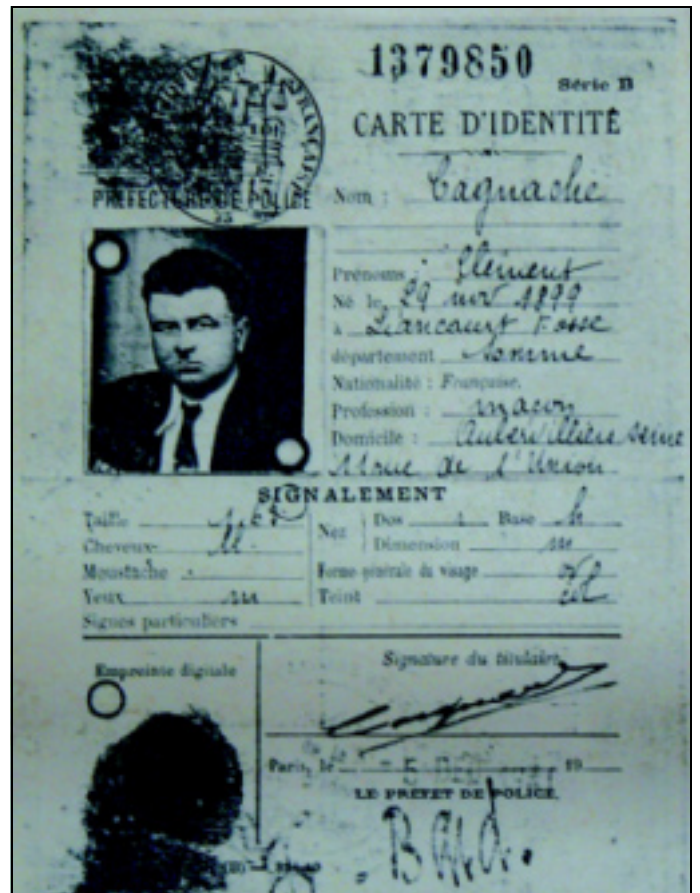 1379850
Série B
CARTE D'IDENTITÉ
PRÉFECTURE DE POLICE
Nom : Cagnache
Prénoms : Clément
Né le 29 nov 1899
à Liancourt Fosse
département Somme
Nationalité : Française.
Profession : maçon
Domicile : Aubervilliers Seine
rue de l'Union
SIGNALEMENT
Taille
Cheveux
Moustache
Yeux m
Signes particuliers
Nez
Dos Base h
Dimension m
Forme générale du visage
Teint
Empreinte digitale
Signature du titulaire
Paris, le 19
LE PRÉFET DE POLICE,